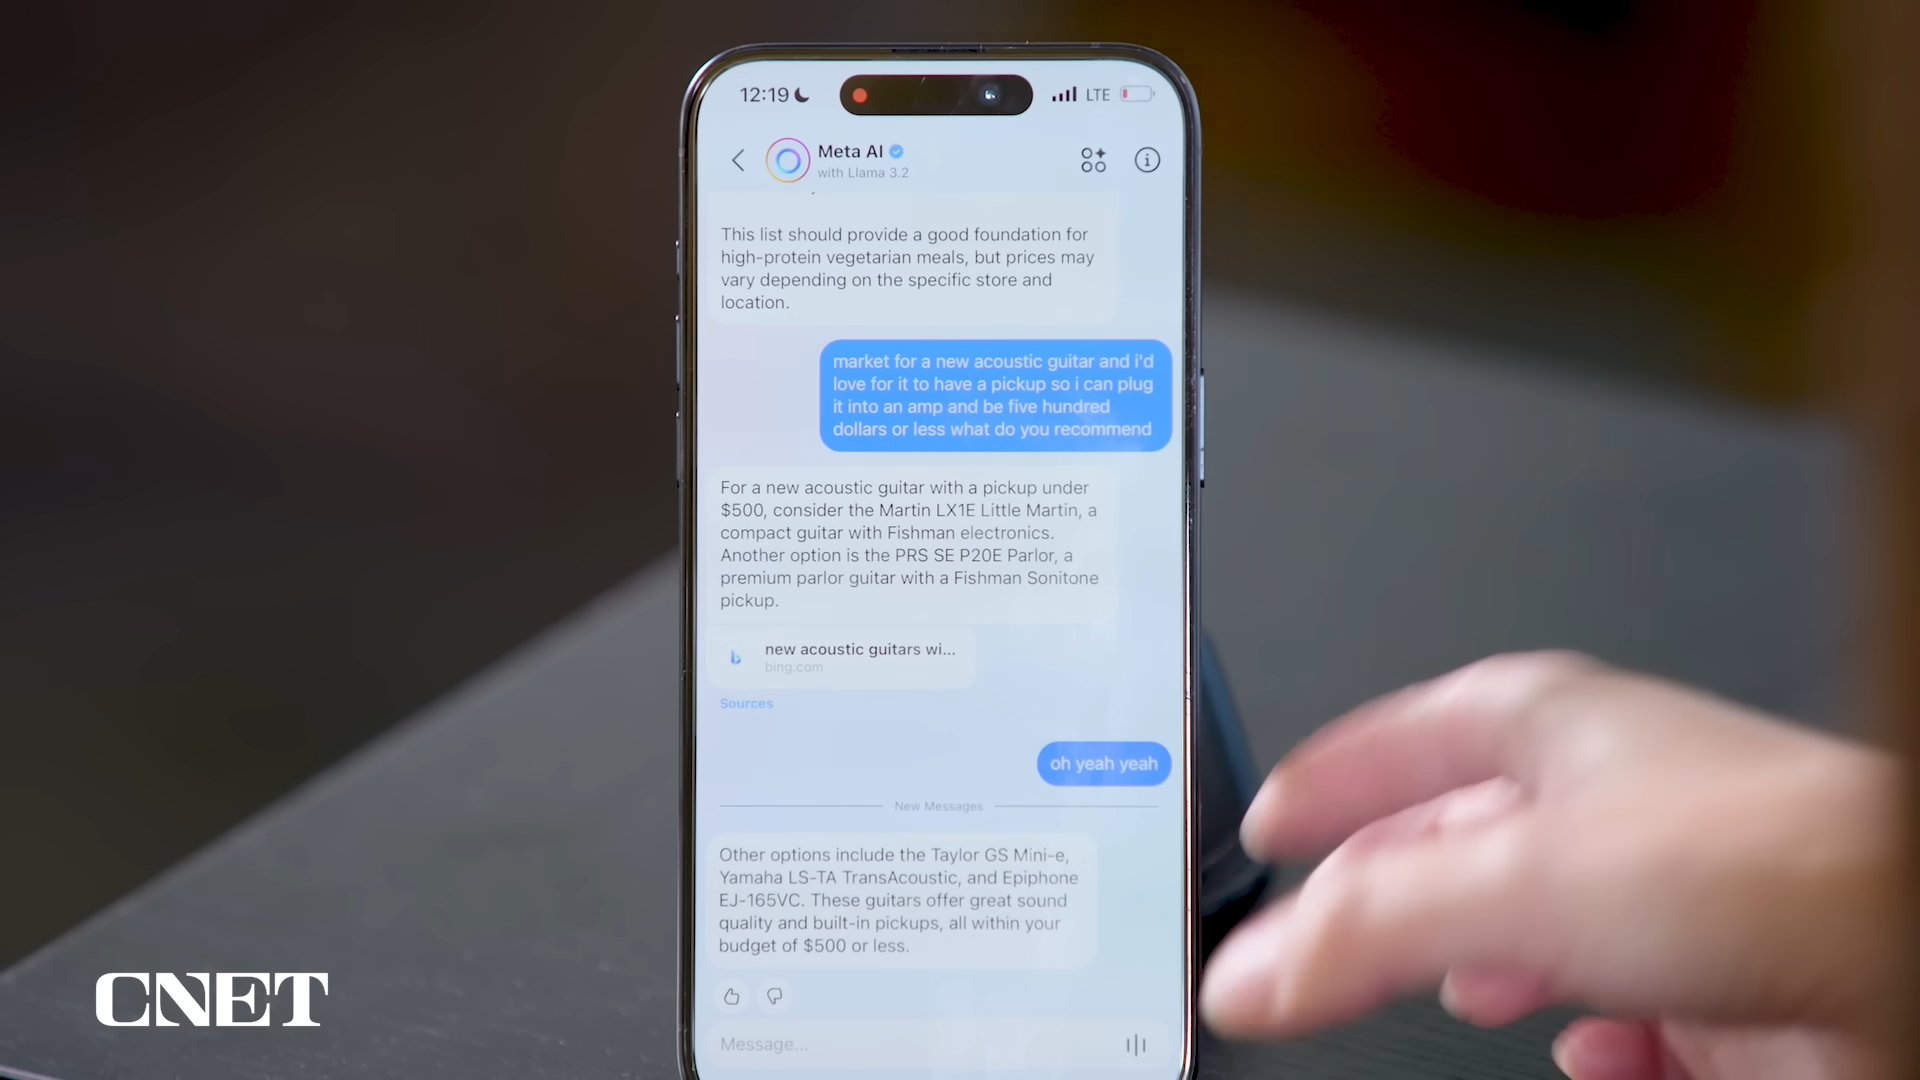 12:19
LTE
Meta AI
with Llama 3.2
This list should provide a good foundation for
high-protein vegetarian meals, but prices may
vary depending on the specific store and
location.
market for a new acoustic guitar and i'd
love for it to have a pickup so i can plug
it into an amp and be five hundred
dollars or less what do you recommend
For a new acoustic guitar with a pickup under
$500, consider the Martin LX1E Little Martin, a
compact guitar with Fishman electronics.
Another option is the PRS SE P20E Parlor, a
premium parlor guitar with a Fishman Sonitone
pickup.
new acoustic guitars wi...
bing.com
Sources
oh yeah yeah
New Messages
Other options include the Taylor GS Mini-e,
Yamaha LS-TA TransAcoustic, and Epiphone
EJ-165VC. These guitars offer great sound
quality and built-in pickups, all within your
budget of $500 or less.
Message...
CNET